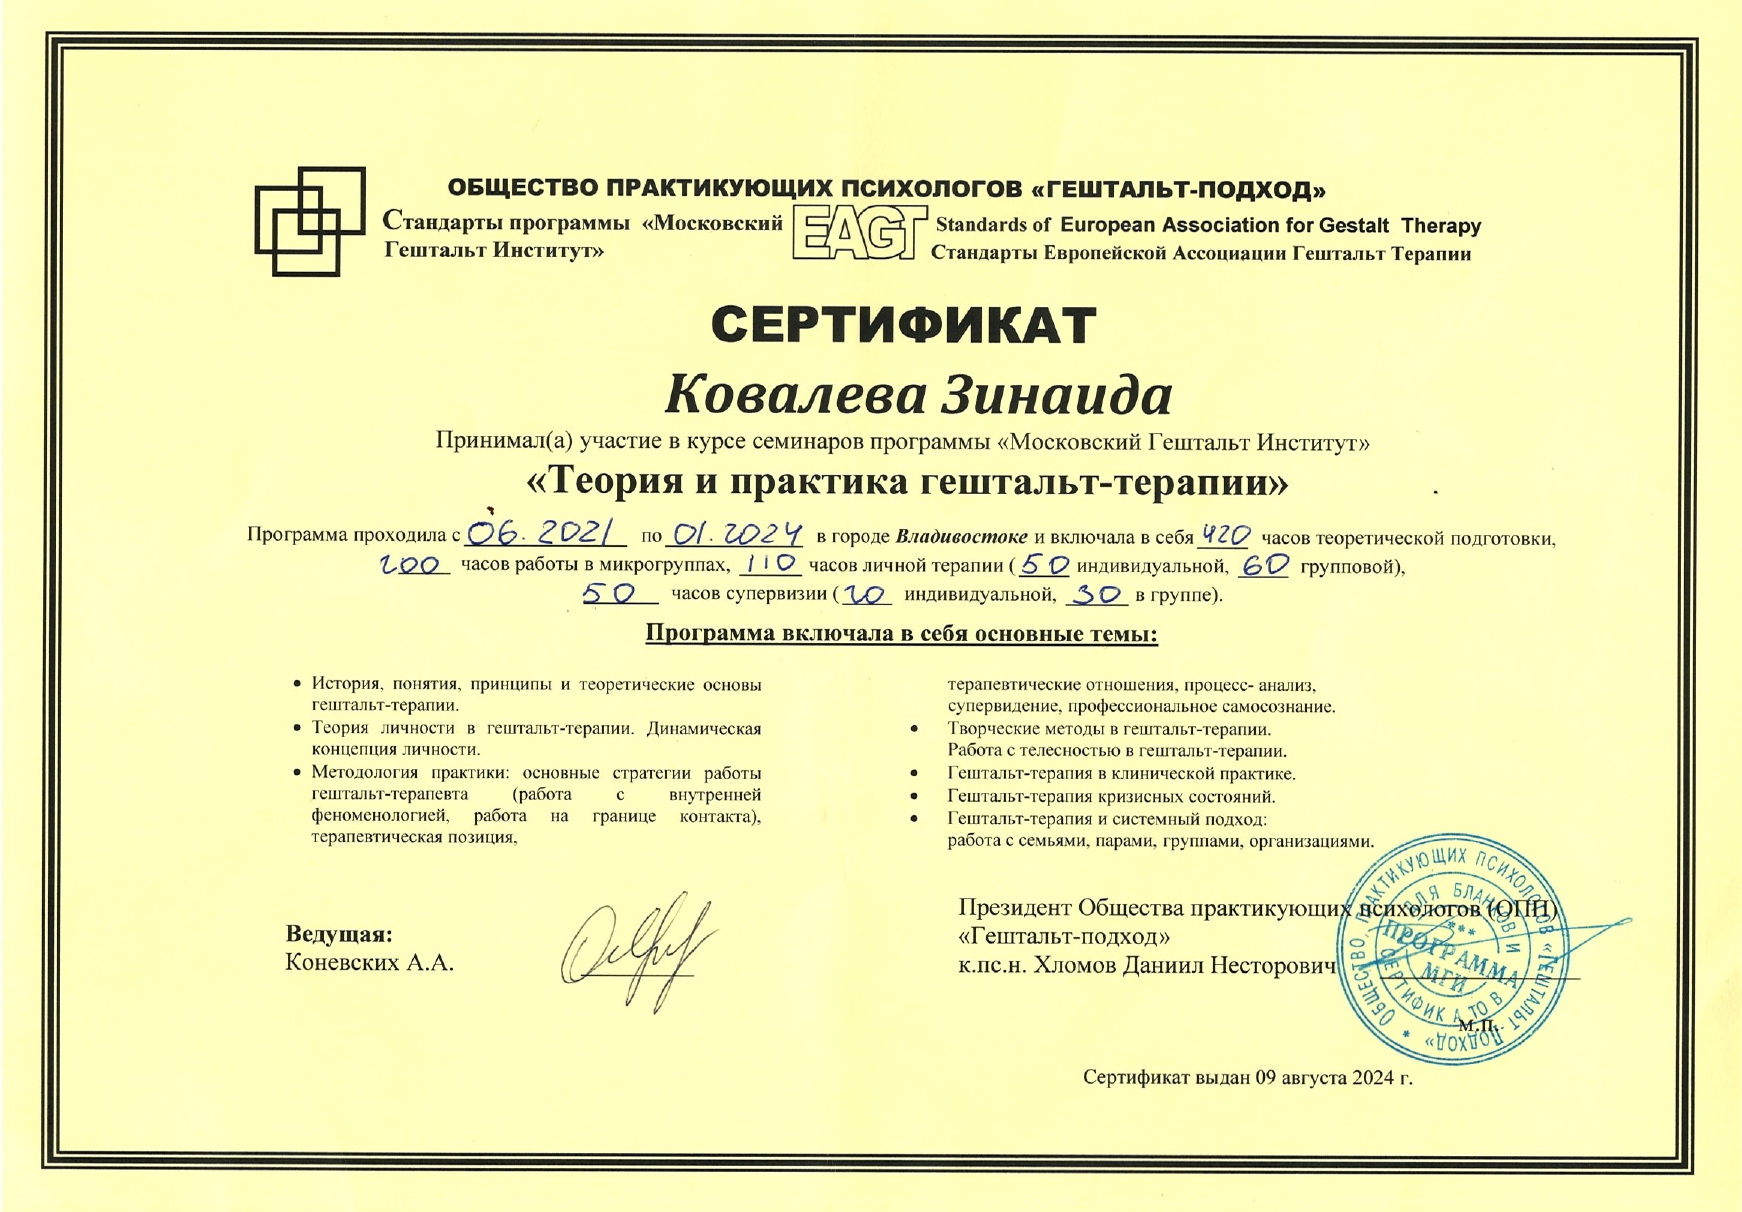 ОБЩЕСТВО ПРАКТИКУЮЩИХ ПСИХОЛОГОВ «ГЕШТАЛЬТ-ПОДХОД»
Стандарты программы «Московский Гештальт Институт»
EAGT
Standards of European Association for Gestalt Therapy
Стандарты Европейской Ассоциации Гештальт Терапии
СЕРТИФИКАТ
Ковалева Зинаида
Принимал(а) участие в курсе семинаров программы «Московский Гештальт Институт»
«Теория и практика гештальт-терапии»
Программа проходила с 06.2021 по 01.2024 в городе Владивостоке и включала в себя 420 часов теоретической подготовки,
200 часов работы в микрогруппах, 110 часов личной терапии ( 50 индивидуальной, 60 групповой),
50 часов супервизии ( 20 индивидуальной, 30 в группе).
Программа включала в себя основные темы:
• История, понятия, принципы и теоретические основы
гештальт-терапии.
• Теория личности в гештальт-терапии. Динамическая
концепция личности.
• Методология практики: основные стратегии работы
гештальт-терапевта (работа с внутренней
феноменологией, работа на границе контакта),
терапевтическая позиция,
терапевтические отношения, процесс- анализ,
супервидение, профессиональное самосознание.
• Творческие методы в гештальт-терапии.
Работа с телесностью в гештальт-терапии.
• Гештальт-терапия в клинической практике.
• Гештальт-терапия кризисных состояний.
• Гештальт-терапия и системный подход:
работа с семьями, парами, группами, организациями.
Ведущая:
Коневских А.А.
Президент Общества практикующих психологов (ОПП)
«Гештальт-подход»
к.пс.н. Хломов Даниил Несторович
ОБЩЕСТВО ПРАКТИКУЮЩИХ ПСИХОЛОГОВ «ГЕШТАЛЬТ ПОДХОД»
ДЛЯ БЛАНКОВ И СЕРТИФИКАТОВ
ПРОГРАММА
МГИ
М.П.
Сертификат выдан 09 августа 2024 г.